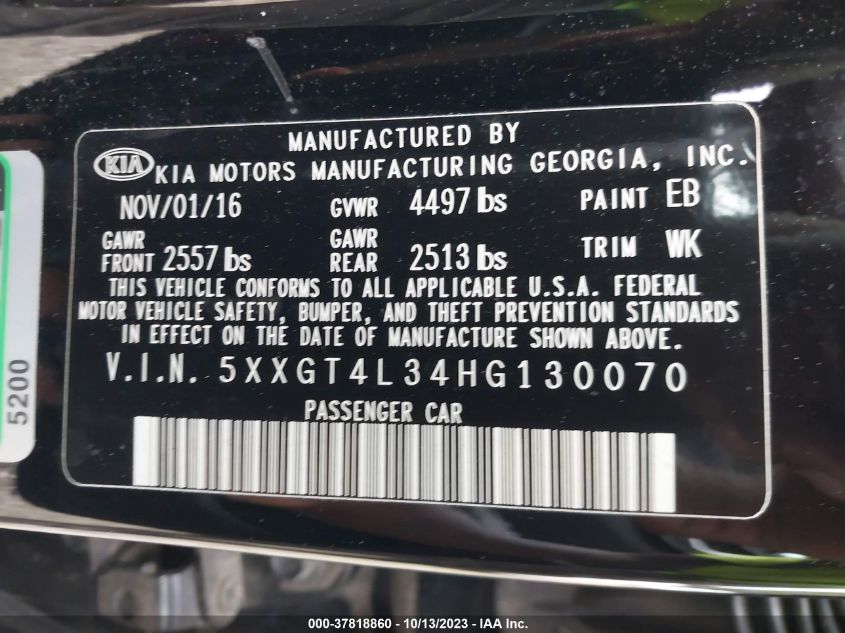 MANUFACTURED BY
KIA KIA MOTORS MANUFACTURING GEORGIA, INC.
NOV/01/16 GVWR 4497 lbs PAINT EB
GAWR FRONT 2557 lbs GAWR REAR 2513 lbs TRIM WK
THIS VEHICLE CONFORMS TO ALL APPLICABLE U.S.A. FEDERAL
MOTOR VEHICLE SAFETY, BUMPER, AND THEFT PREVENTION STANDARDS
IN EFFECT ON THE DATE OF MANUFACTURE SHOWN ABOVE.
V.I.N. 5XXGT4L34HG130070
PASSENGER CAR
5200
000-37818860 - 10/13/2023 - IAA Inc.